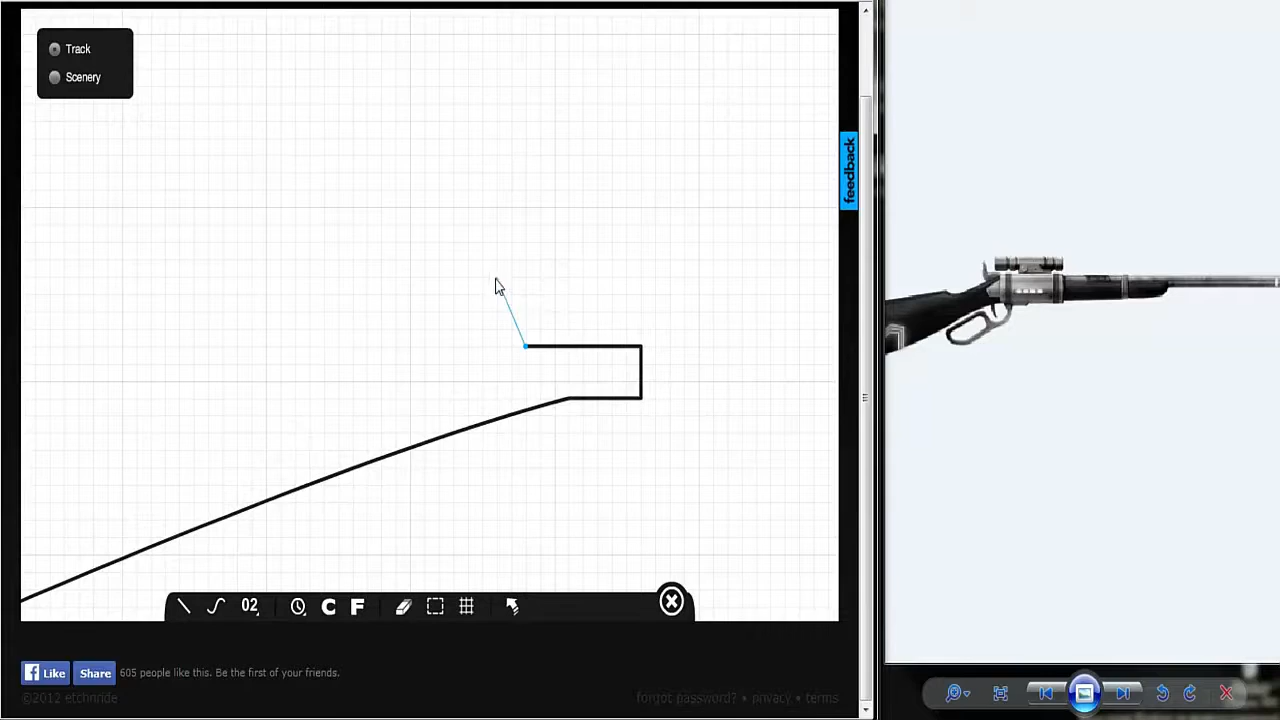 Track
Scenery
feedback
02
C F
Like Share 605 people like this. Be the first of your friends.
©2012 etchnride
forgot password? • privacy • terms